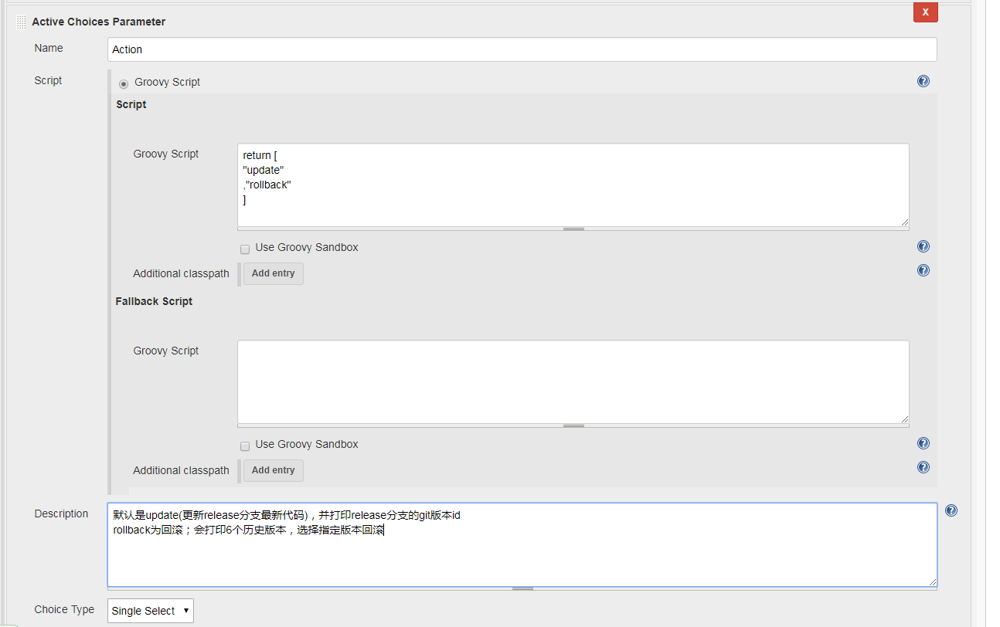 X
Active Choices Parameter
Name
Action
Script
Groovy Script
?
Script
Groovy Script
return [
"update"
,"rollback"
]
Use Groovy Sandbox
?
Additional classpath
Add entry
?
Fallback Script
Groovy Script
Use Groovy Sandbox
?
Additional classpath
Add entry
?
Description
默认是update(更新release分支最新代码)，并打印release分支的git版本id
rollback为回滚；会打印6个历史版本，选择指定版本回滚
?
Choice Type
Single Select